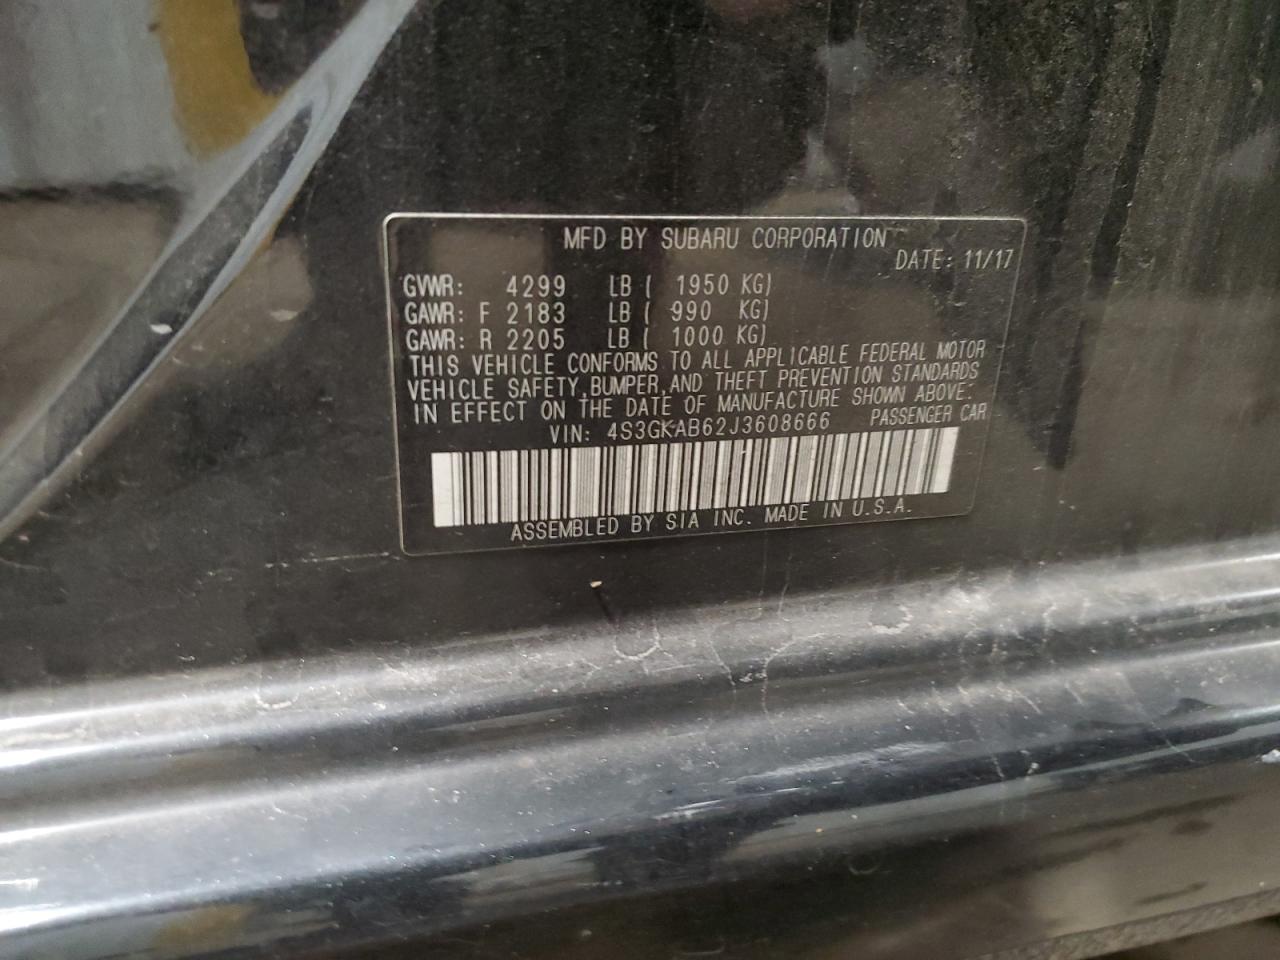 MFD BY SUBARU CORPORATION
DATE: 11/17
GVWR: 4299 LB ( 1950 KG)
GAWR: F 2183 LB ( 990 KG)
GAWR: R 2205 LB ( 1000 KG)
THIS VEHICLE CONFORMS TO ALL APPLICABLE FEDERAL MOTOR
VEHICLE SAFETY, BUMPER, AND THEFT PREVENTION STANDARDS
IN EFFECT ON THE DATE OF MANUFACTURE SHOWN ABOVE:
VIN: 4S3GKAB62J3608666 PASSENGER CAR
ASSEMBLED BY SIA INC. MADE IN U.S.A.